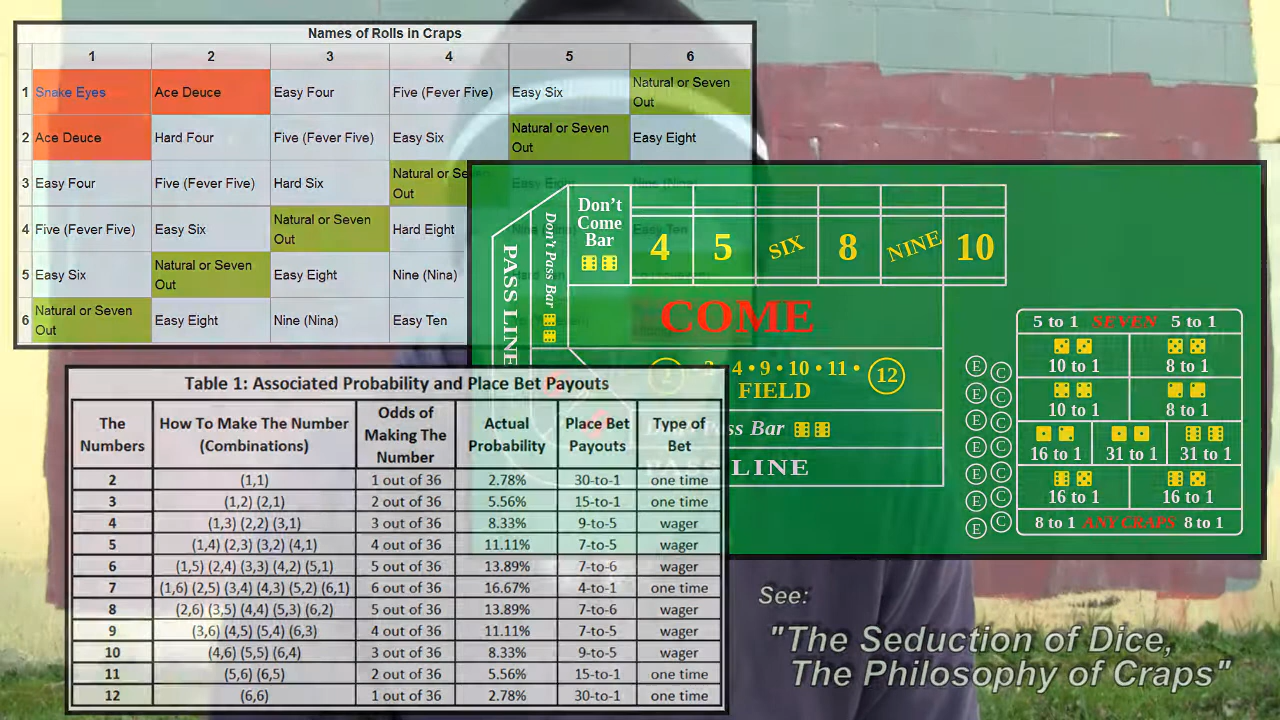 Names of Rolls in Craps
1 2 3 4 5 6
1 Snake Eyes Ace Deuce Easy Four Five (Fever Five) Easy Six Natural or Seven Out
2 Ace Deuce Hard Four Five (Fever Five) Easy Six Natural or Seven Out Easy Eight
3 Easy Four Five (Fever Five) Hard Six Natural or Seven Out Easy Eight Nine (Nina)
4 Five (Fever Five) Easy Six Natural or Seven Out Hard Eight Easy Ten
5 Easy Six Natural or Seven Out Easy Eight Nine (Nina)
6 Natural or Seven Out Easy Eight Nine (Nina) Easy Ten
Don't
Come
Bar
4 5 SIX 8 NINE 10
PASS LINE
Don't Pass Bar
COME
4 • 9 • 10 • 11 •
12
FIELD
Pass Bar
PASS LINE
5 to 1 SEVEN 5 to 1
10 to 1 8 to 1
10 to 1 8 to 1
16 to 1 31 to 1 31 to 1
16 to 1 16 to 1
8 to 1 ANY CRAPS 8 to 1
E C
E C
E C
E C
E C
E C
E C
Table 1: Associated Probability and Place Bet Payouts
The Numbers How To Make The Number (Combinations) Odds of Making The Number Actual Probability Place Bet Payouts Type of Bet
2 (1,1) 1 out of 36 2.78% 30-to-1 one time
3 (1,2) (2,1) 2 out of 36 5.56% 15-to-1 one time
4 (1,3) (2,2) (3,1) 3 out of 36 8.33% 9-to-5 wager
5 (1,4) (2,3) (3,2) (4,1) 4 out of 36 11.11% 7-to-5 wager
6 (1,5) (2,4) (3,3) (4,2) (5,1) 5 out of 36 13.89% 7-to-6 wager
7 (1,6) (2,5) (3,4) (4,3) (5,2) (6,1) 6 out of 36 16.67% 4-to-1 one time
8 (2,6) (3,5) (4,4) (5,3) (6,2) 5 out of 36 13.89% 7-to-6 wager
9 (3,6) (4,5) (5,4) (6,3) 4 out of 36 11.11% 7-to-5 wager
10 (4,6) (5,5) (6,4) 3 out of 36 8.33% 9-to-5 wager
11 (5,6) (6,5) 2 out of 36 5.56% 15-to-1 one time
12 (6,6) 1 out of 36 2.78% 30-to-1 one time
See:
"The Seduction of Dice,
The Philosophy of Craps"